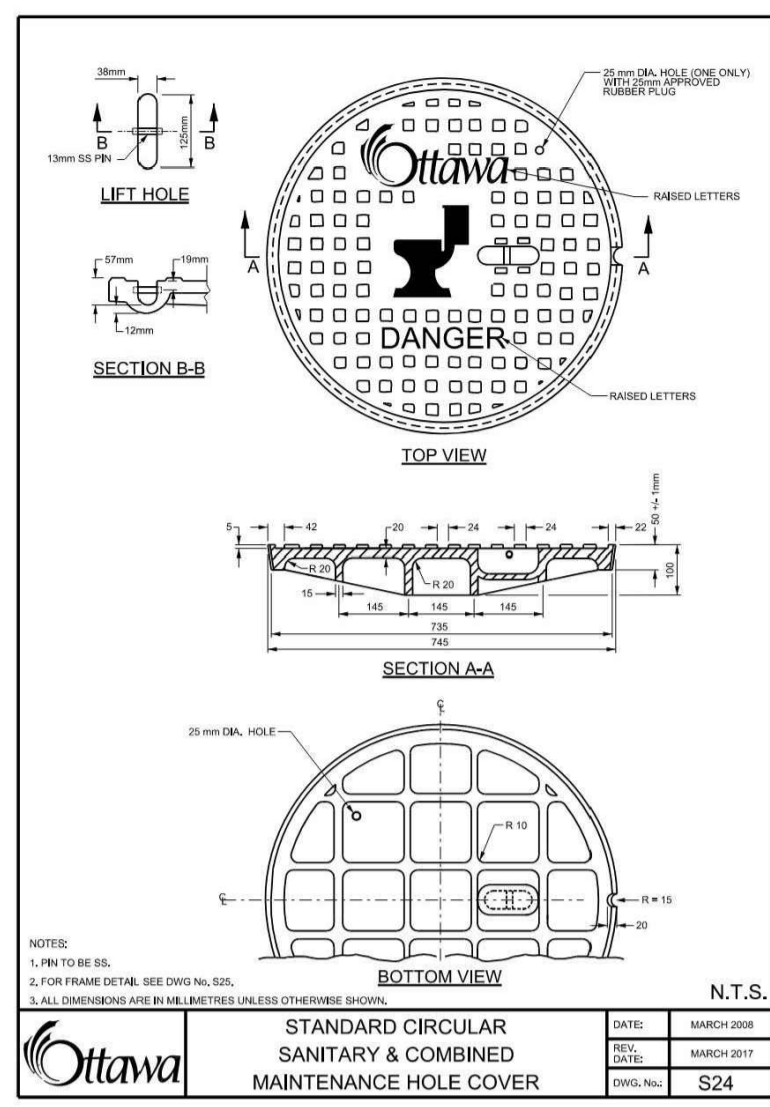 38mm
B
B
125mm
13mm SS PIN
LIFT HOLE
57mm
19mm
12mm
SECTION B-B
25 mm DIA. HOLE (ONE ONLY)
WITH 25mm APPROVED
RUBBER PLUG
Ottawa
RAISED LETTERS
A
A
DANGER
RAISED LETTERS
TOP VIEW
5
42
20
24
24
22
50 +/- 1mm
100
R 20
R 20
15
145
145
145
735
745
SECTION A-A
25 mm DIA. HOLE
R 10
R = 15
20
BOTTOM VIEW
NOTES:
1. PIN TO BE SS.
2. FOR FRAME DETAIL SEE DWG No. S25.
3. ALL DIMENSIONS ARE IN MILLIMETRES UNLESS OTHERWISE SHOWN.
N.T.S.
Ottawa
STANDARD CIRCULAR
SANITARY & COMBINED
MAINTENANCE HOLE COVER
DATE: MARCH 2008
REV. DATE: MARCH 2017
DWG. No.: S24